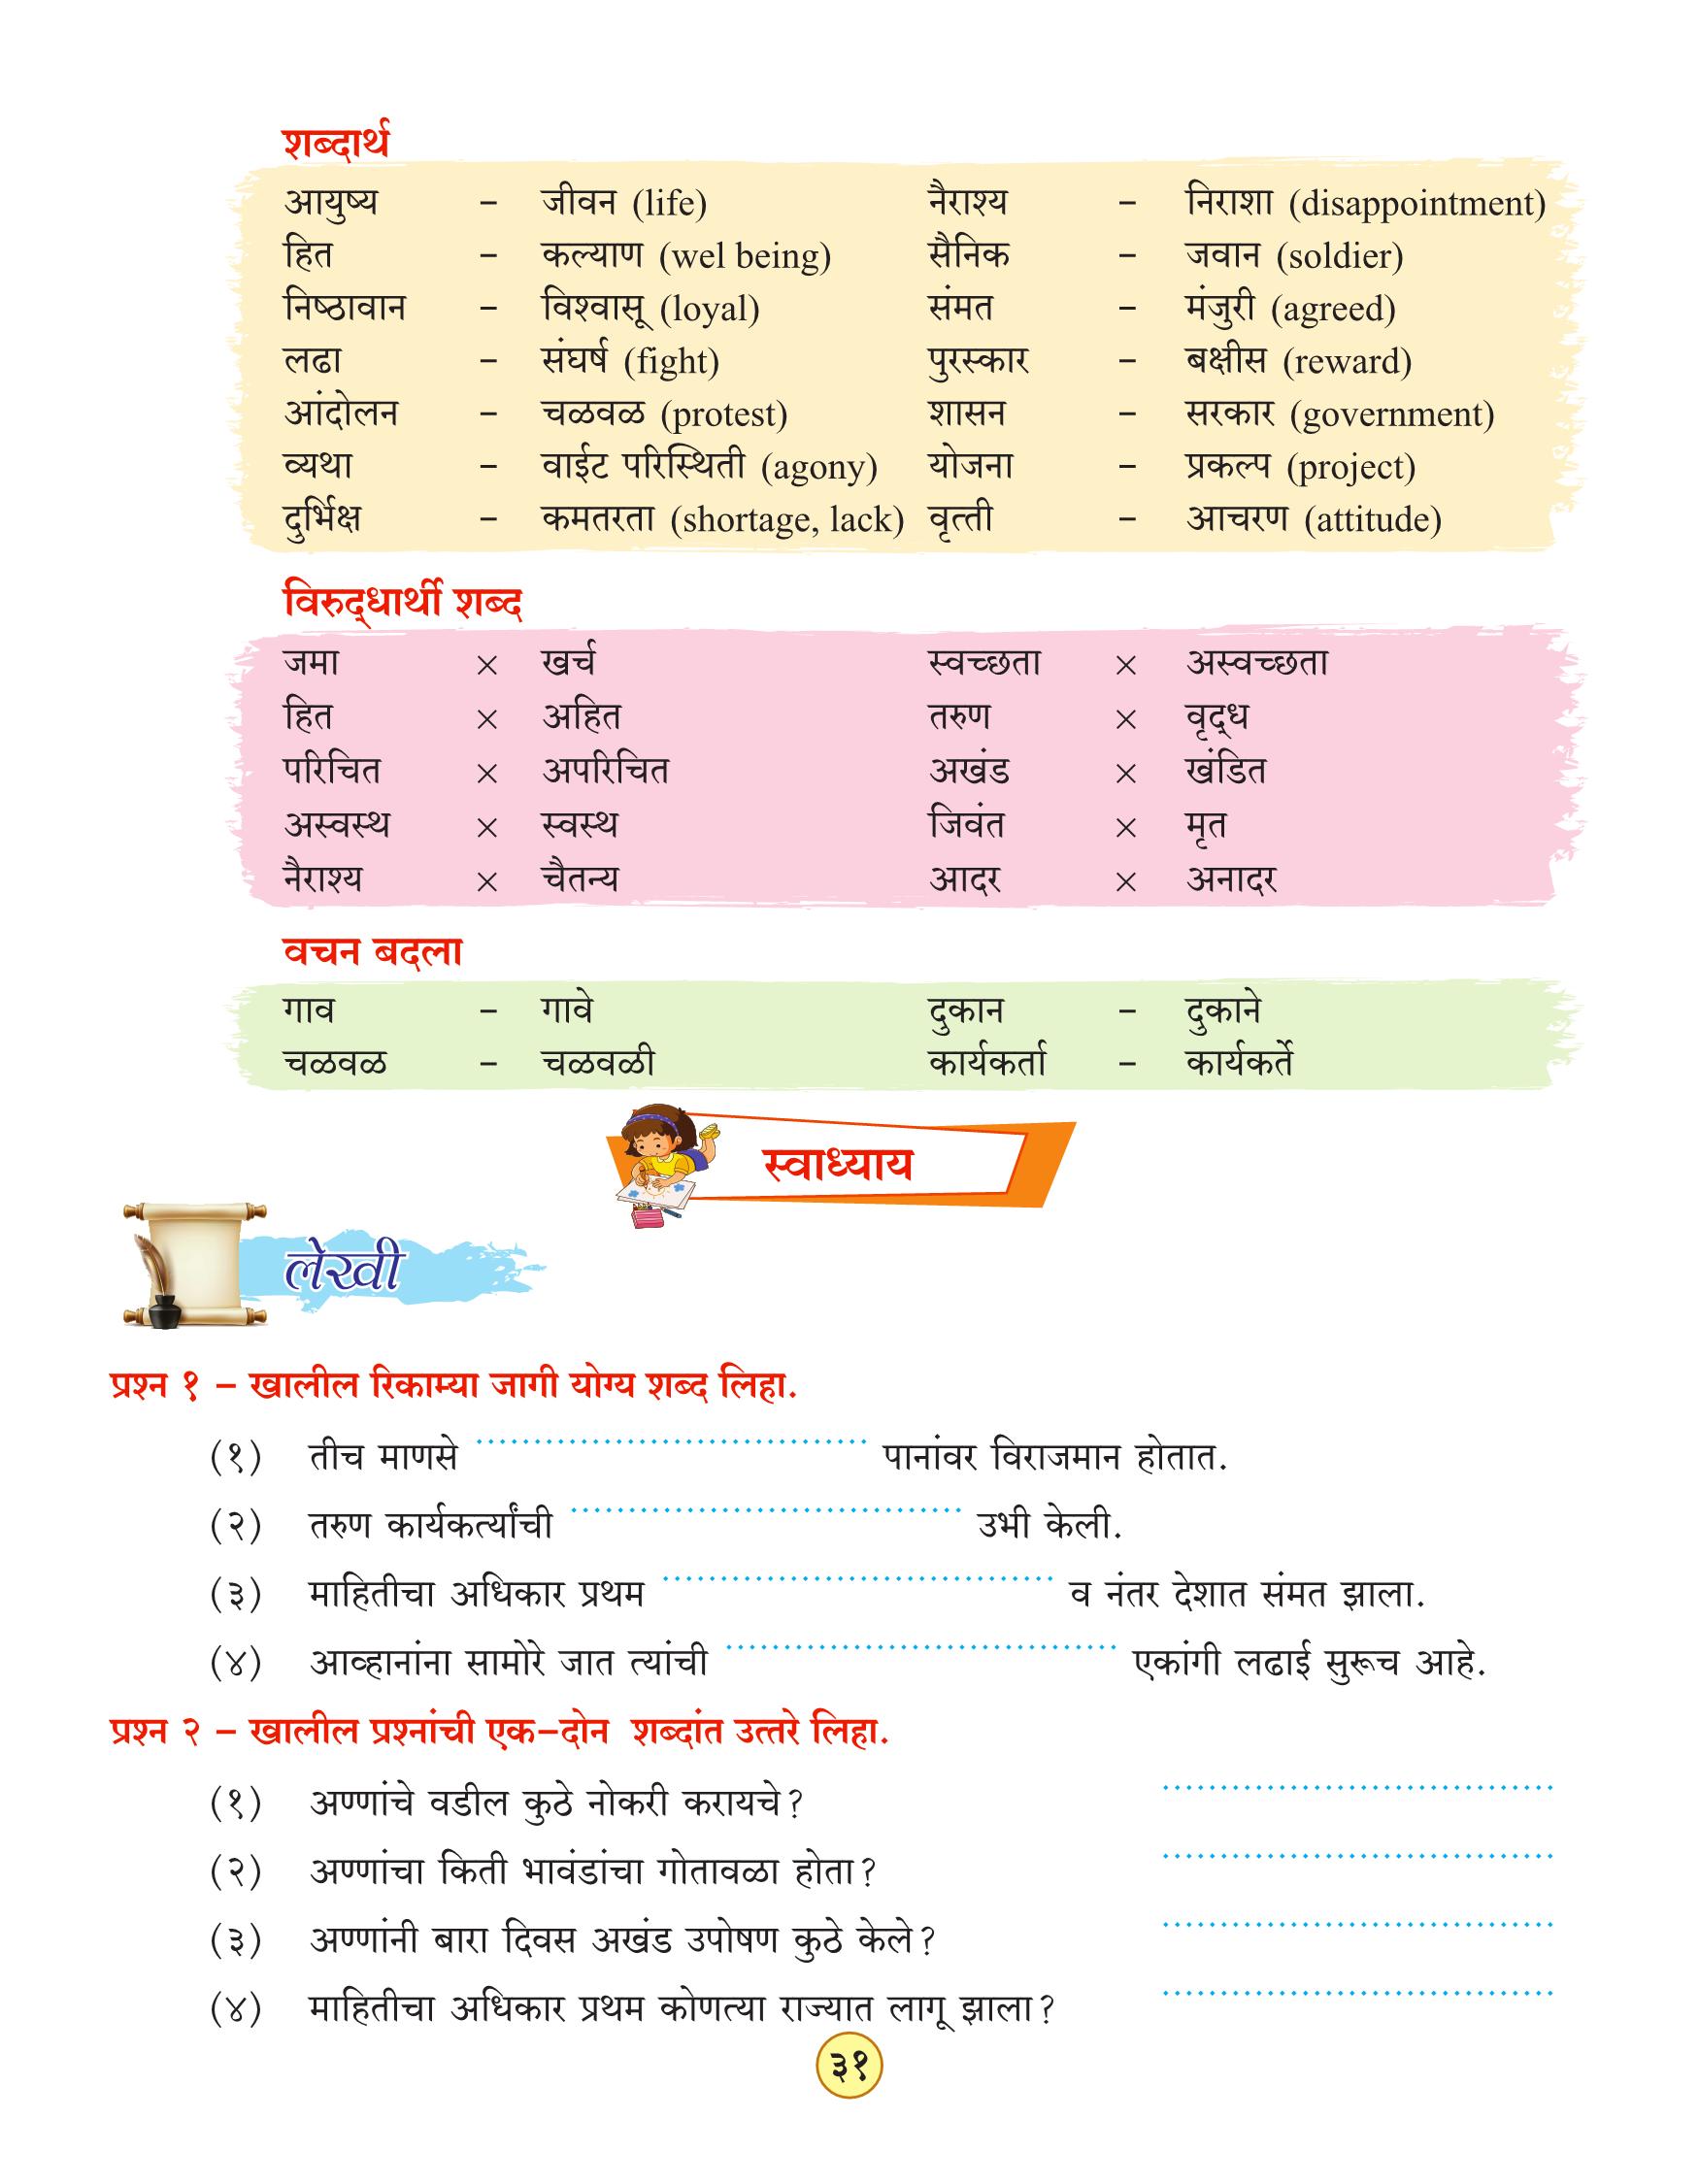 शब्दार्थ
आयुष्य – जीवन (life) नैराश्य – निराशा (disappointment)
हित – कल्याण (wel being) सैनिक – जवान (soldier)
निष्ठावान – विश्वासू (loyal) संमत – मंजुरी (agreed)
लढा – संघर्ष (fight) पुरस्कार – बक्षीस (reward)
आंदोलन – चळवळ (protest) शासन – सरकार (government)
व्यथा – वाईट परिस्थिती (agony) योजना – प्रकल्प (project)
दुर्भिक्ष – कमतरता (shortage, lack) वृत्ती – आचरण (attitude)
विरुद्धार्थी शब्द
जमा × खर्च स्वच्छता × अस्वच्छता
हित × अहित तरुण × वृद्ध
परिचित × अपरिचित अखंड × खंडित
अस्वस्थ × स्वस्थ जिवंत × मृत
नैराश्य × चैतन्य आदर × अनादर
वचन बदला
गाव – गावे दुकान – दुकाने
चळवळ – चळवळी कार्यकर्ता – कार्यकर्ते
स्वाध्याय
लेखी
प्रश्न १ – खालील रिकाम्या जागी योग्य शब्द लिहा.
(१) तीच माणसे ................................. पानांवर विराजमान होतात.
(२) तरुण कार्यकर्त्यांची ................................. उभी केली.
(३) माहितीचा अधिकार प्रथम ................................. व नंतर देशात संमत झाला.
(४) आव्हानांना सामोरे जात त्यांची ................................. एकांगी लढाई सुरूच आहे.
प्रश्न २ – खालील प्रश्नांची एक–दोन शब्दांत उत्तरे लिहा.
(१) अण्णांचे वडील कुठे नोकरी करायचे? .................................
(२) अण्णांचा किती भावंडांचा गोतावळा होता? .................................
(३) अण्णांनी बारा दिवस अखंड उपोषण कुठे केले? .................................
(४) माहितीचा अधिकार प्रथम कोणत्या राज्यात लागू झाला? .................................
३१